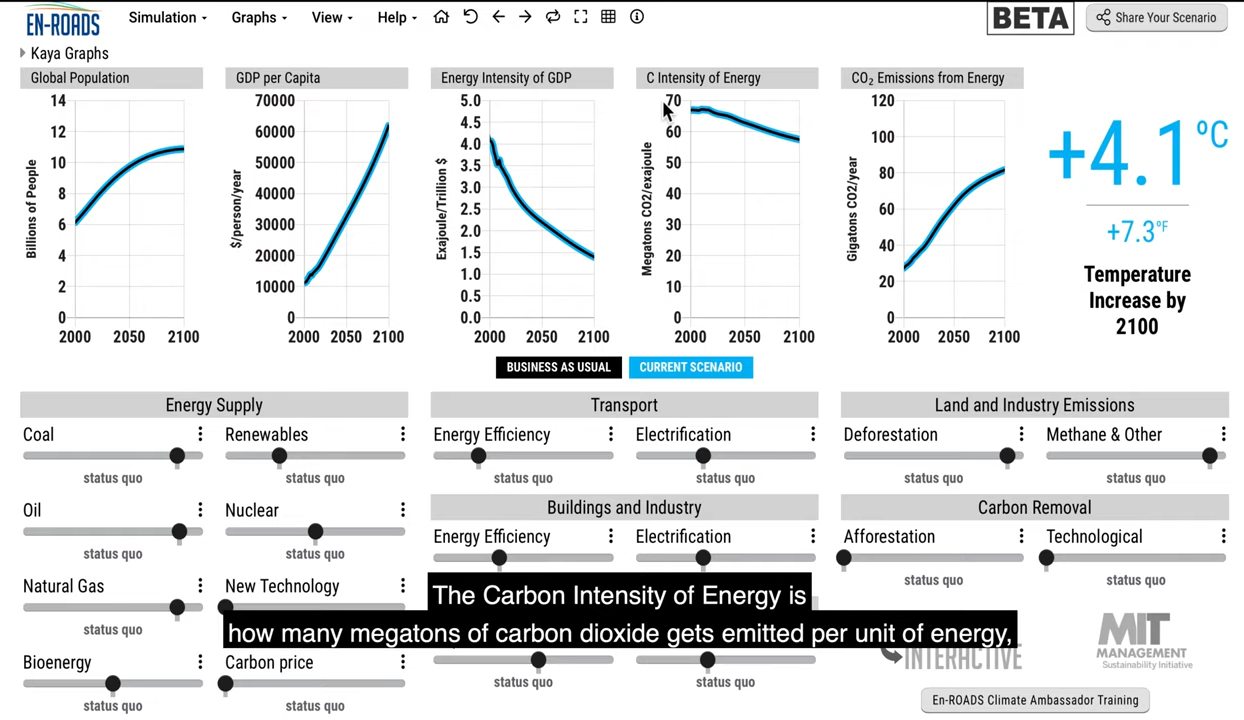 EN-ROADS
Simulation
Graphs
View
Help
BETA
Share Your Scenario
Kaya Graphs
Global Population
GDP per Capita
Energy Intensity of GDP
C Intensity of Energy
CO₂ Emissions from Energy
Billions of People
14
12
10
8
6
4
2
0
2000 2050 2100
$/person/year
70000
60000
50000
40000
30000
20000
10000
0
2000 2050 2100
Exajoule/Trillion $
5.0
4.5
4.0
3.5
3.0
2.5
2.0
1.5
1.0
0.5
0.0
2000 2050 2100
Megatons CO2/exajoule
70
60
50
40
30
20
10
0
2000 2050 2100
Gigatons CO2/year
120
100
80
60
40
20
0
2000 2050 2100
+4.1 ºC
+7.3 ºF
Temperature
Increase by
2100
BUSINESS AS USUAL
CURRENT SCENARIO
Energy Supply
Transport
Land and Industry Emissions
Coal
status quo
Renewables
status quo
Energy Efficiency
status quo
Electrification
status quo
Deforestation
status quo
Methane & Other
status quo
Oil
status quo
Nuclear
status quo
Buildings and Industry
Carbon Removal
Energy Efficiency
Electrification
Afforestation
status quo
Technological
status quo
Natural Gas
status quo
New Technology
The Carbon Intensity of Energy is
how many megatons of carbon dioxide gets emitted per unit of energy,
Bioenergy
status quo
Carbon price
status quo
status quo
status quo
INTERACTIVE
MIT
MANAGEMENT
Sustainability Initiative
En-ROADS Climate Ambassador Training